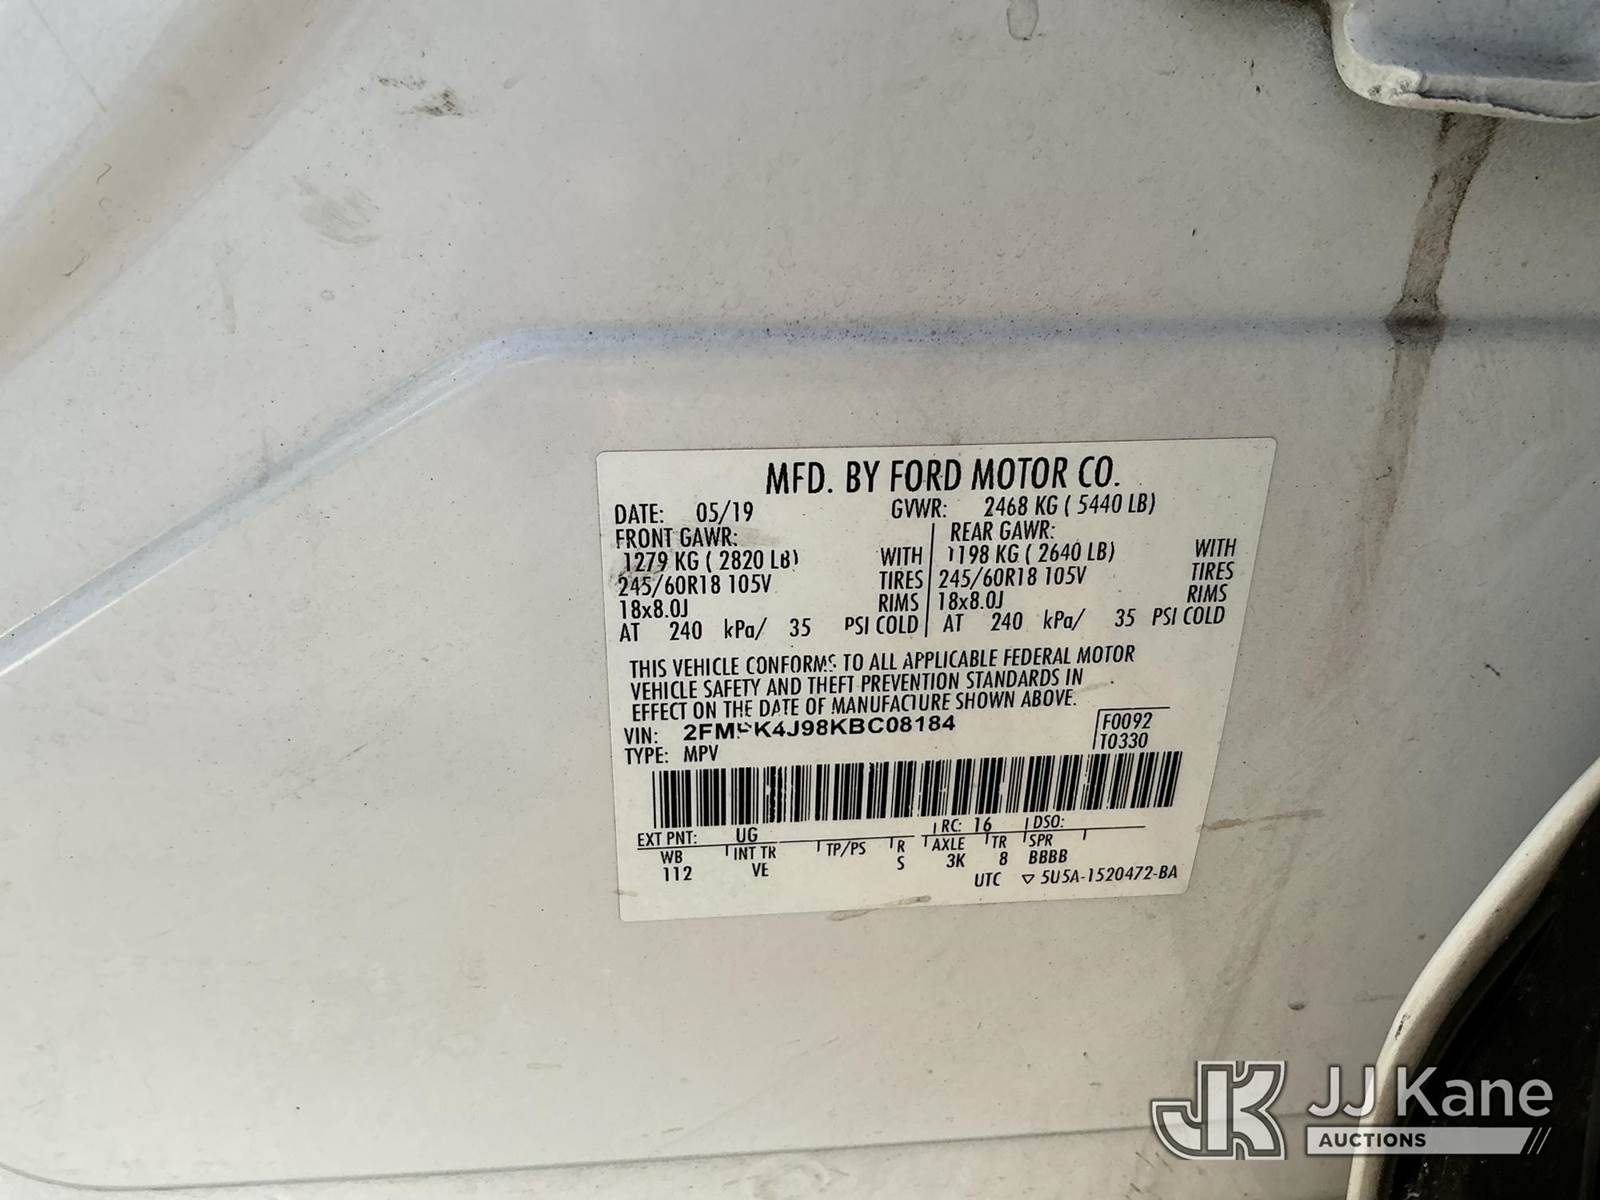 MFD. BY FORD MOTOR CO.
DATE: 05/19 GVWR: 2468 KG ( 5440 LB)
FRONT GAWR: REAR GAWR:
1279 KG ( 2820 LB) WITH 1198 KG ( 2640 LB) WITH
245/60R18 105V TIRES 245/60R18 105V TIRES
18x8.0J RIMS 18x8.0J RIMS
AT 240 kPa/ 35 PSI COLD AT 240 kPa/ 35 PSI COLD
THIS VEHICLE CONFORMS TO ALL APPLICABLE FEDERAL MOTOR
VEHICLE SAFETY AND THEFT PREVENTION STANDARDS IN
EFFECT ON THE DATE OF MANUFACTURE SHOWN ABOVE.
VIN: 2FMPK4J98KBC08184 F0092
TYPE: MPV T0330
EXT PNT: UG RC: 16 DSO:
WB INT TR TP/PS R AXLE TR SPR
112 VE S 3K 8 BBBB
UTC ▽ 5U5A-1520472-BA
JK JJ Kane
AUCTIONS